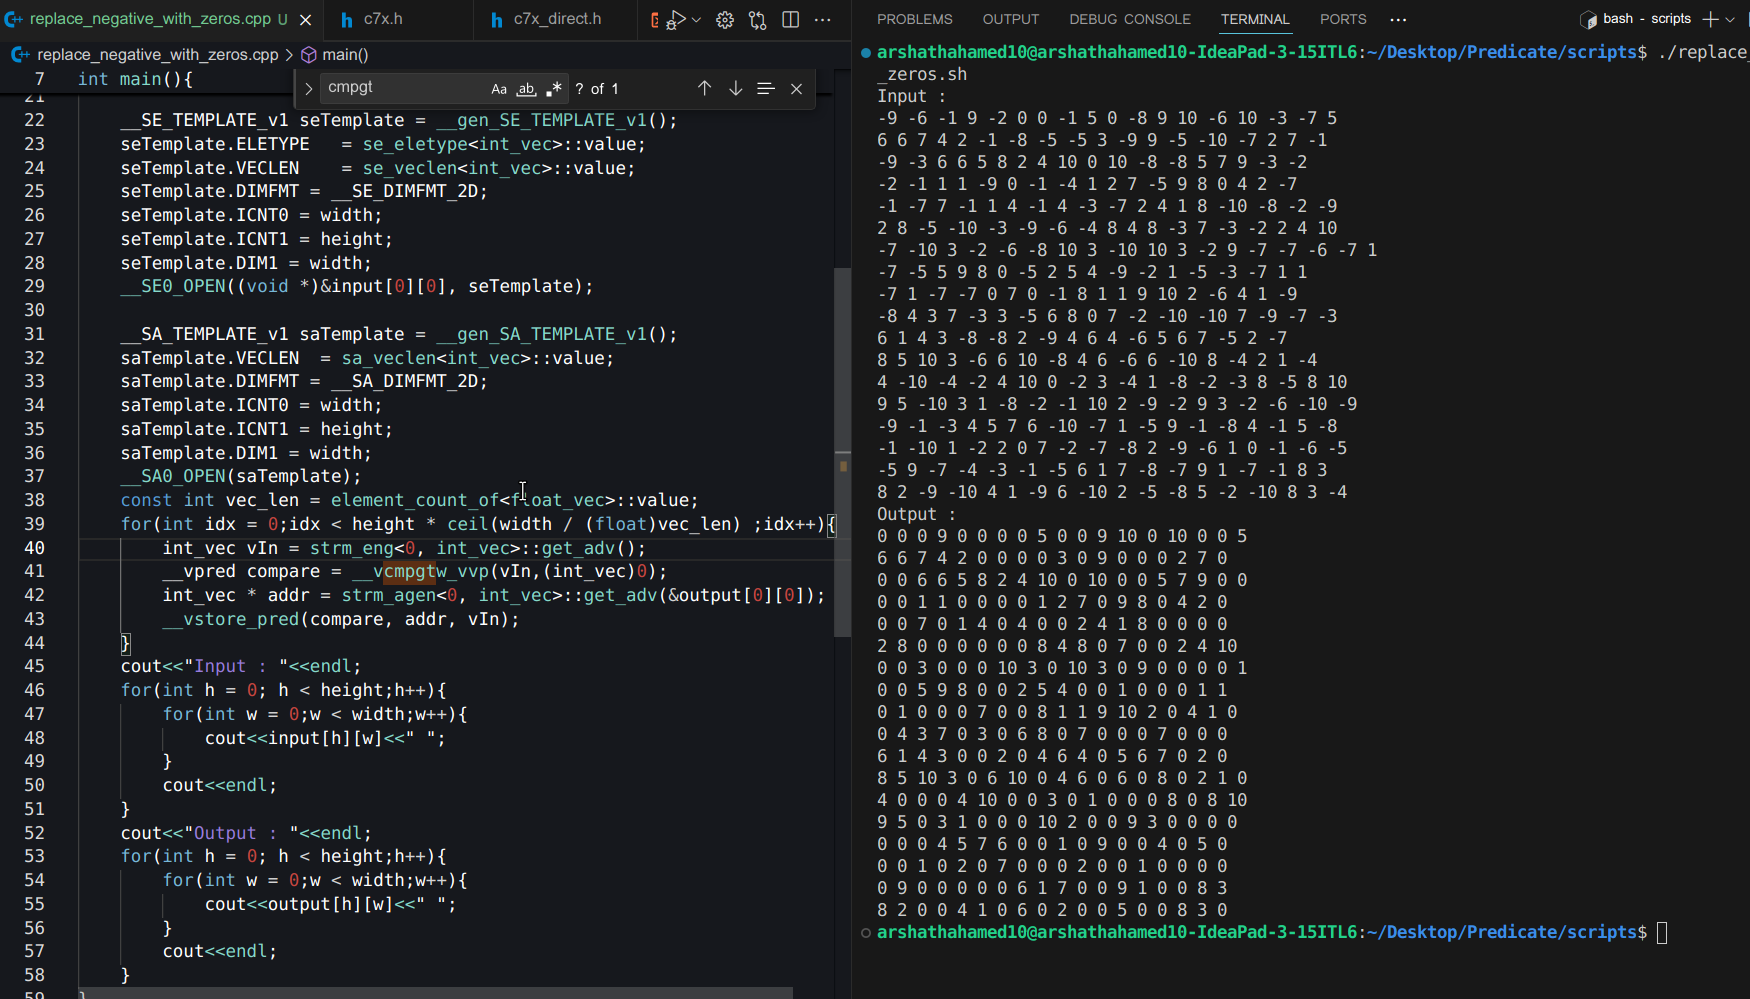 replace_negative_with_zeros.cpp U
c7x.h
c7x_direct.h
replace_negative_with_zeros.cpp > main()
7 int main(){
cmpgt Aa ab ? of 1
21
22 __SE_TEMPLATE_v1 seTemplate = __gen_SE_TEMPLATE_v1();
23 seTemplate.ELETYPE   = se_eletype<int_vec>::value;
24 seTemplate.VECLEN    = se_veclen<int_vec>::value;
25 seTemplate.DIMFMT = __SE_DIMFMT_2D;
26 seTemplate.ICNT0 = width;
27 seTemplate.ICNT1 = height;
28 seTemplate.DIM1 = width;
29 __SE0_OPEN((void *)&input[0][0], seTemplate);
30
31 __SA_TEMPLATE_v1 saTemplate = __gen_SA_TEMPLATE_v1();
32 saTemplate.VECLEN  = sa_veclen<int_vec>::value;
33 saTemplate.DIMFMT = __SA_DIMFMT_2D;
34 saTemplate.ICNT0 = width;
35 saTemplate.ICNT1 = height;
36 saTemplate.DIM1 = width;
37 __SA0_OPEN(saTemplate);
38 const int vec_len = element_count_of<float_vec>::value;
39 for(int idx = 0;idx < height * ceil(width / (float)vec_len) ;idx++){
40 int_vec vIn = strm_eng<0, int_vec>::get_adv();
41 __vpred compare = __vcmpgtw_vvp(vIn,(int_vec)0);
42 int_vec * addr = strm_agen<0, int_vec>::get_adv(&output[0][0]);
43 __vstore_pred(compare, addr, vIn);
44 }
45 cout<<"Input : "<<endl;
46 for(int h = 0; h < height;h++){
47 for(int w = 0;w < width;w++){
48 cout<<input[h][w]<<" ";
49 }
50 cout<<endl;
51 }
52 cout<<"Output : "<<endl;
53 for(int h = 0; h < height;h++){
54 for(int w = 0;w < width;w++){
55 cout<<output[h][w]<<" ";
56 }
57 cout<<endl;
58 }
59 }
PROBLEMS OUTPUT DEBUG CONSOLE TERMINAL PORTS
bash - scripts
arshathahamed10@arshathahamed10-IdeaPad-3-15ITL6:~/Desktop/Predicate/scripts$ ./replace_
_zeros.sh
Input :
-9 -6 -1 9 -2 0 0 -1 5 0 -8 9 10 -6 10 -3 -7 5
6 6 7 4 2 -1 -8 -5 -5 3 -9 9 -5 -10 -7 2 7 -1
-9 -3 6 6 5 8 2 4 10 0 10 -8 -8 5 7 9 -3 -2
-2 -1 1 1 -9 0 -1 -4 1 2 7 -5 9 8 0 4 2 -7
-1 -7 7 -1 1 4 -1 4 -3 -7 2 4 1 8 -10 -8 -2 -9
2 8 -5 -10 -3 -9 -6 -4 8 4 8 -3 7 -3 -2 2 4 10
-7 -10 3 -2 -6 -8 10 3 -10 10 3 -2 9 -7 -7 -6 -7 1
-7 -5 5 9 8 0 -5 2 5 4 -9 -2 1 -5 -3 -7 1 1
-7 1 -7 -7 0 7 0 -1 8 1 1 9 10 2 -6 4 1 -9
-8 4 3 7 -3 3 -5 6 8 0 7 -2 -10 -10 7 -9 -7 -3
6 1 4 3 -8 -8 2 -9 4 6 4 -6 5 6 7 -5 2 -7
8 5 10 3 -6 6 10 -8 4 6 -6 6 -10 8 -4 2 1 -4
4 -10 -4 -2 4 10 0 -2 3 -4 1 -8 -2 -3 8 -5 8 10
9 5 -10 3 1 -8 -2 -1 10 2 -9 -2 9 3 -2 -6 -10 -9
-9 -1 -3 4 5 7 6 -10 -7 1 -5 9 -1 -8 4 -1 5 -8
-1 -10 1 -2 2 0 7 -2 -7 -8 2 -9 -6 1 0 -1 -6 -5
-5 9 -7 -4 -3 -1 -5 6 1 7 -8 -7 9 1 -7 -1 8 3
8 2 -9 -10 4 1 -9 6 -10 2 -5 -8 5 -2 -10 8 3 -4
Output :
0 0 0 9 0 0 0 0 5 0 0 9 10 0 10 0 0 5
6 6 7 4 2 0 0 0 0 3 0 9 0 0 0 2 7 0
0 0 6 6 5 8 2 4 10 0 10 0 0 5 7 9 0 0
0 0 1 1 0 0 0 0 1 2 7 0 9 8 0 4 2 0
0 0 7 0 1 4 0 4 0 0 2 4 1 8 0 0 0 0
2 8 0 0 0 0 0 0 8 4 8 0 7 0 0 2 4 10
0 0 3 0 0 0 10 3 0 10 3 0 9 0 0 0 0 1
0 0 5 9 8 0 0 2 5 4 0 0 1 0 0 0 1 1
0 1 0 0 0 7 0 0 8 1 1 9 10 2 0 4 1 0
0 4 3 7 0 3 0 6 8 0 7 0 0 0 7 0 0 0
6 1 4 3 0 0 2 0 4 6 4 0 5 6 7 0 2 0
8 5 10 3 0 6 10 0 4 6 0 6 0 8 0 2 1 0
4 0 0 0 4 10 0 0 3 0 1 0 0 0 8 0 8 10
9 5 0 3 1 0 0 0 10 2 0 0 9 3 0 0 0 0
0 0 0 4 5 7 6 0 0 1 0 9 0 0 4 0 5 0
0 0 1 0 2 0 7 0 0 0 2 0 0 1 0 0 0 0
0 9 0 0 0 0 0 6 1 7 0 0 9 1 0 0 8 3
8 2 0 0 4 1 0 6 0 2 0 0 5 0 0 8 3 0
arshathahamed10@arshathahamed10-IdeaPad-3-15ITL6:~/Desktop/Predicate/scripts$